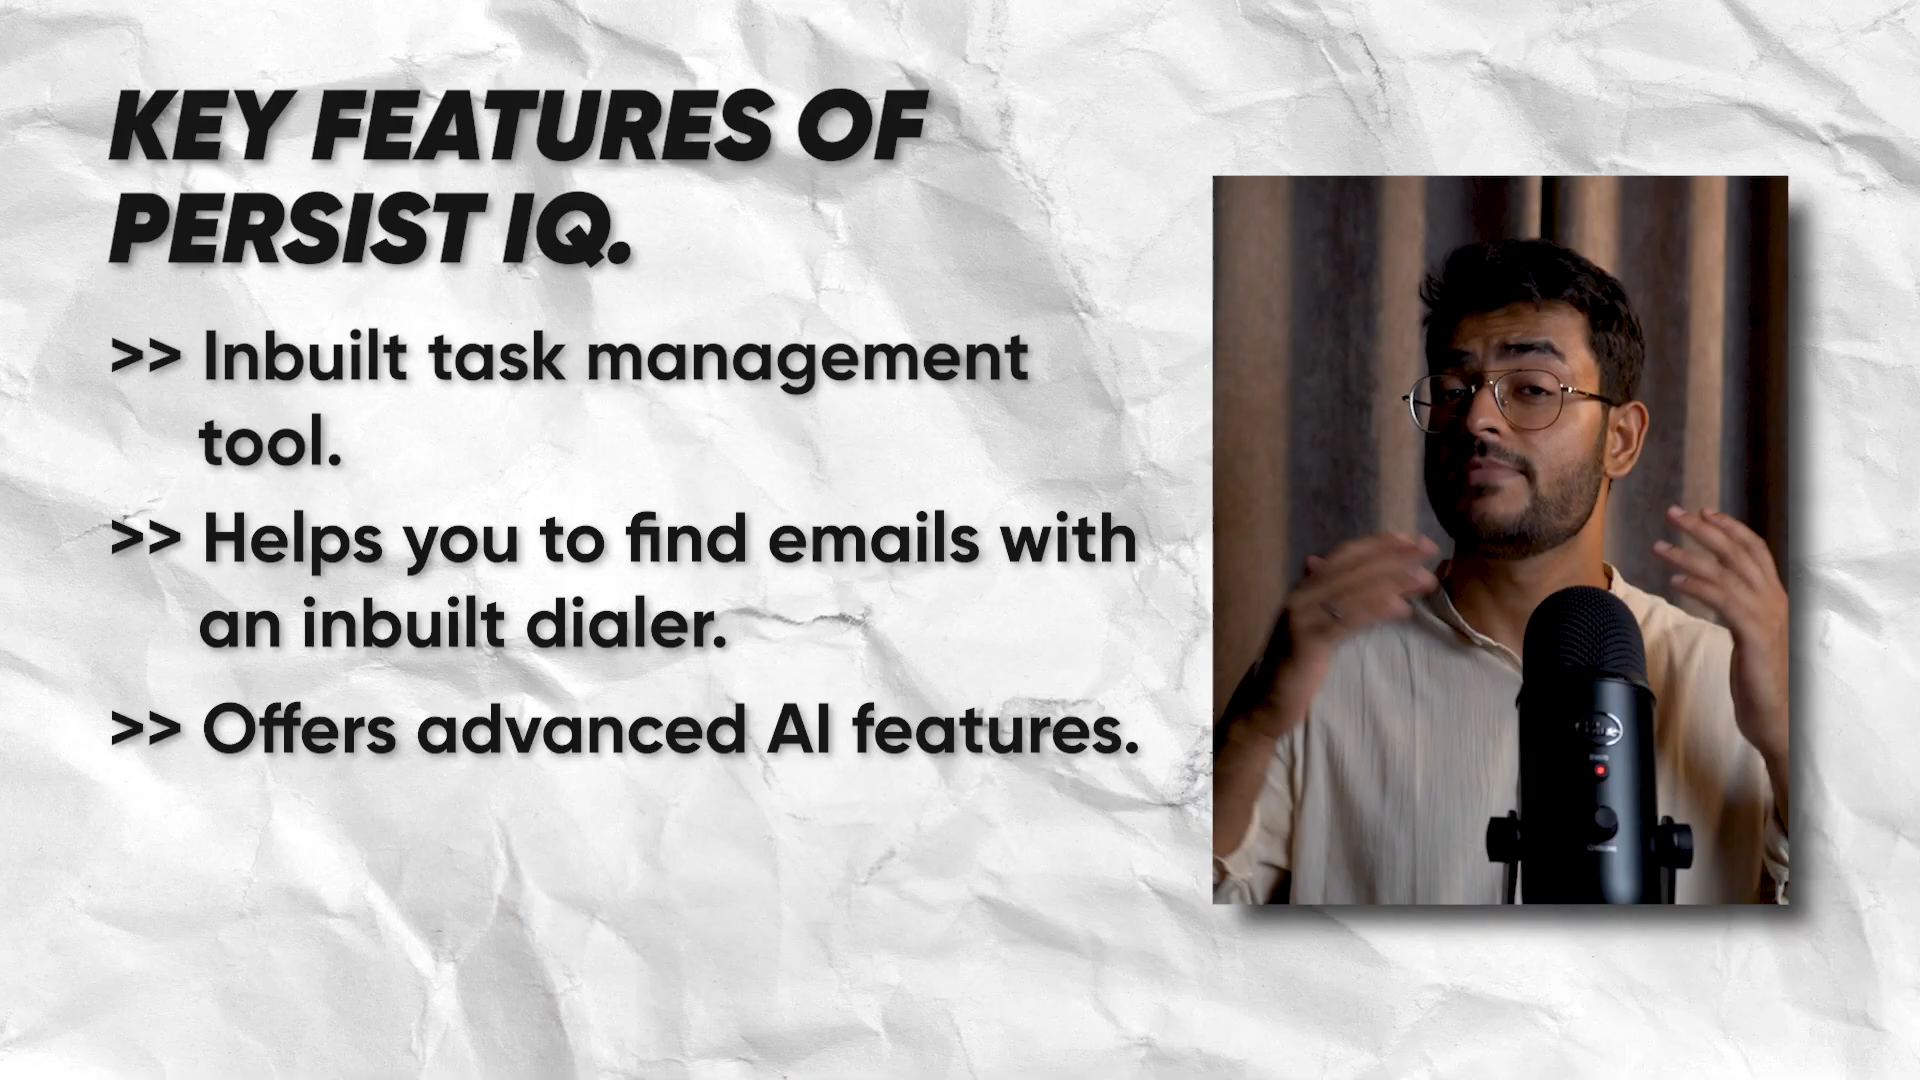 KEY FEATURES OF
PERSIST IQ.
>> Inbuilt task management
tool.
>> Helps you to find emails with
an inbuilt dialer.
>> Offers advanced AI features.